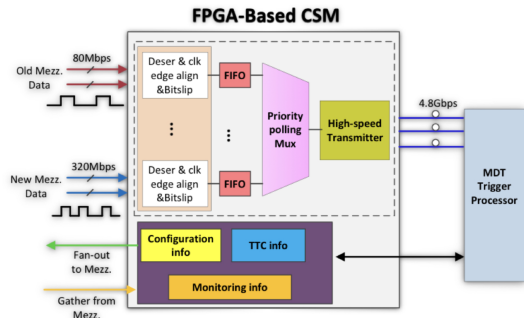 FPGA-Based CSM
80Mbps
Old Mezz.
Data
Deser & clk
edge align
&Bitslip
FIFO
Priority
polling
Mux
High-speed
Transmitter
4.8Gbps
MDT
Trigger
Processor
320Mbps
New Mezz.
Data
Deser & clk
edge align
&Bitslip
FIFO
Fan-out
to Mezz.
Configuration
info
TTC info
Monitoring info
Gather from
Mezz.